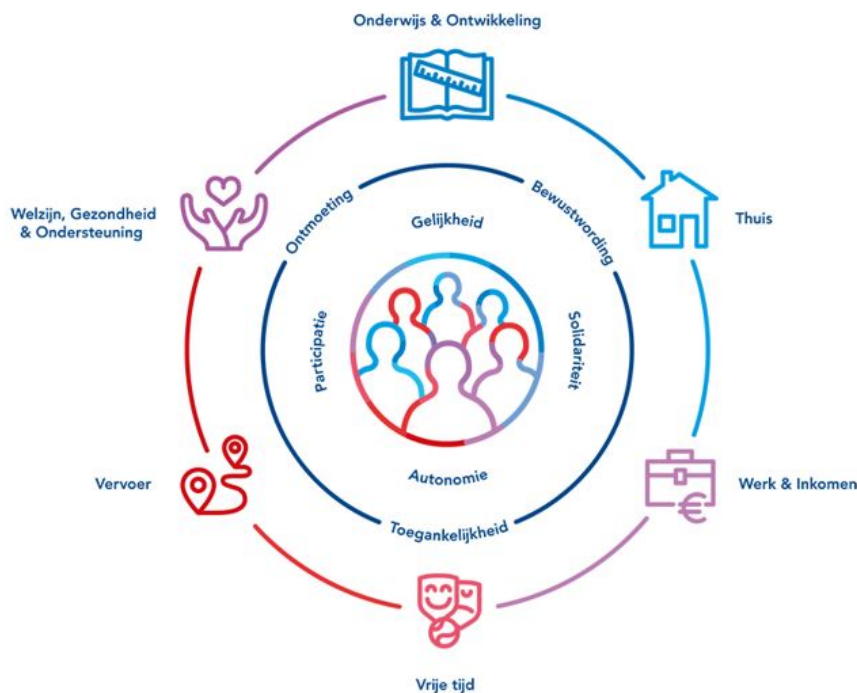 Onderwijs & Ontwikkeling
Welzijn, Gezondheid
& Ondersteuning
Thuis
Ontmoeting
Bewustwording
Gelijkheid
Participatie
Solidariteit
Autonomie
Toegankelijkheid
Vervoer
Werk & Inkomen
Vrije tijd